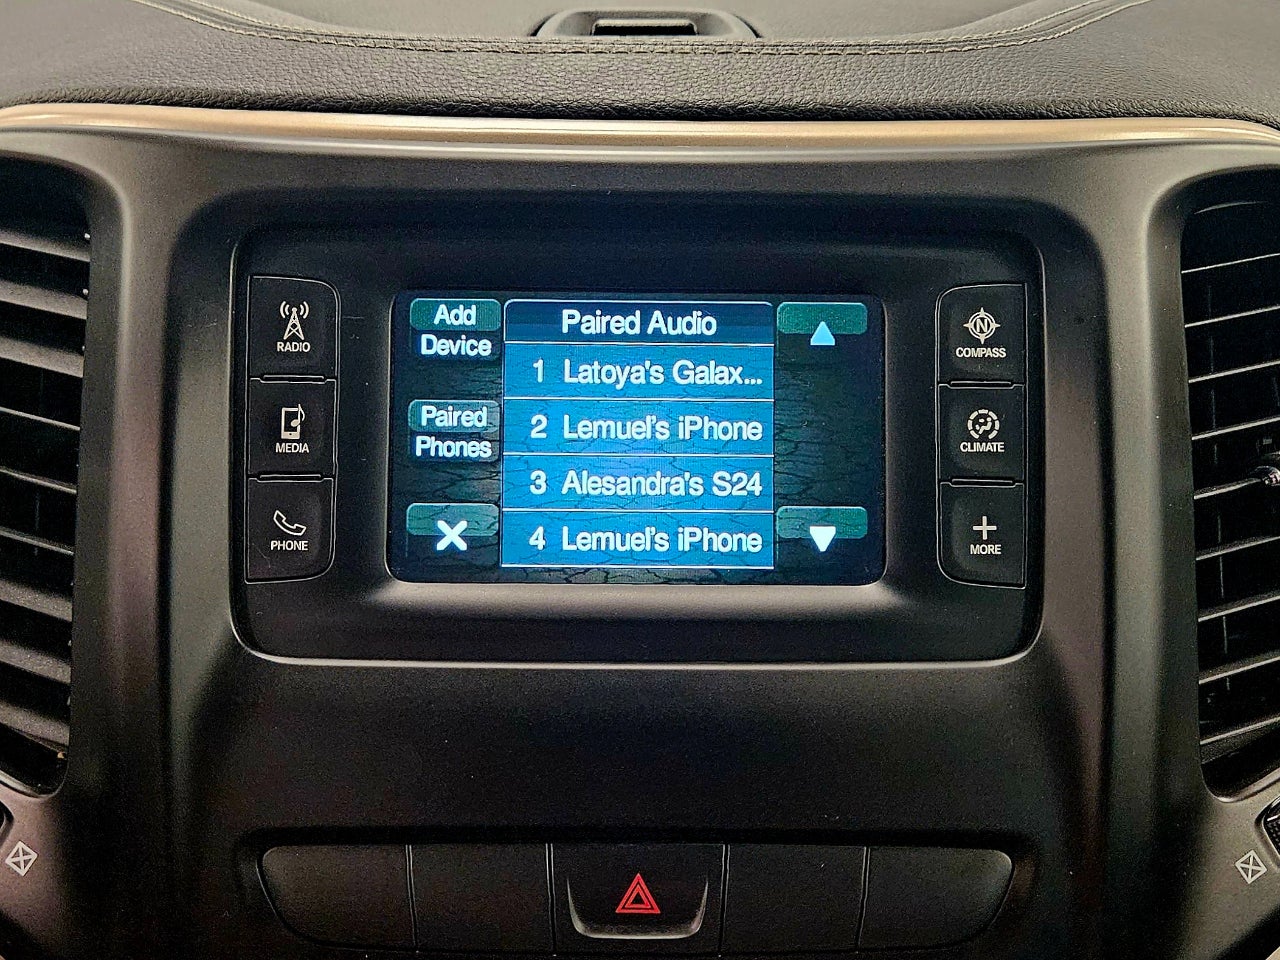 RADIO
MEDIA
PHONE
Add
Device
Paired
Phones
Paired Audio
1 Latoya's Galax...
2 Lemuel's iPhone
3 Alesandra's S24
4 Lemuel's iPhone
N
COMPASS
CLIMATE
MORE